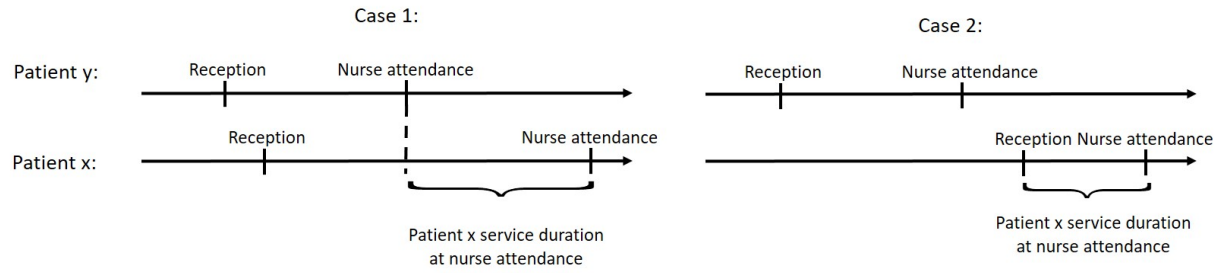 Case 1:
Case 2:
Patient y:
Reception
Nurse attendance
Reception
Nurse attendance
Patient x:
Reception
Nurse attendance
Reception Nurse attendance
Patient x service duration
at nurse attendance
Patient x service duration
at nurse attendance